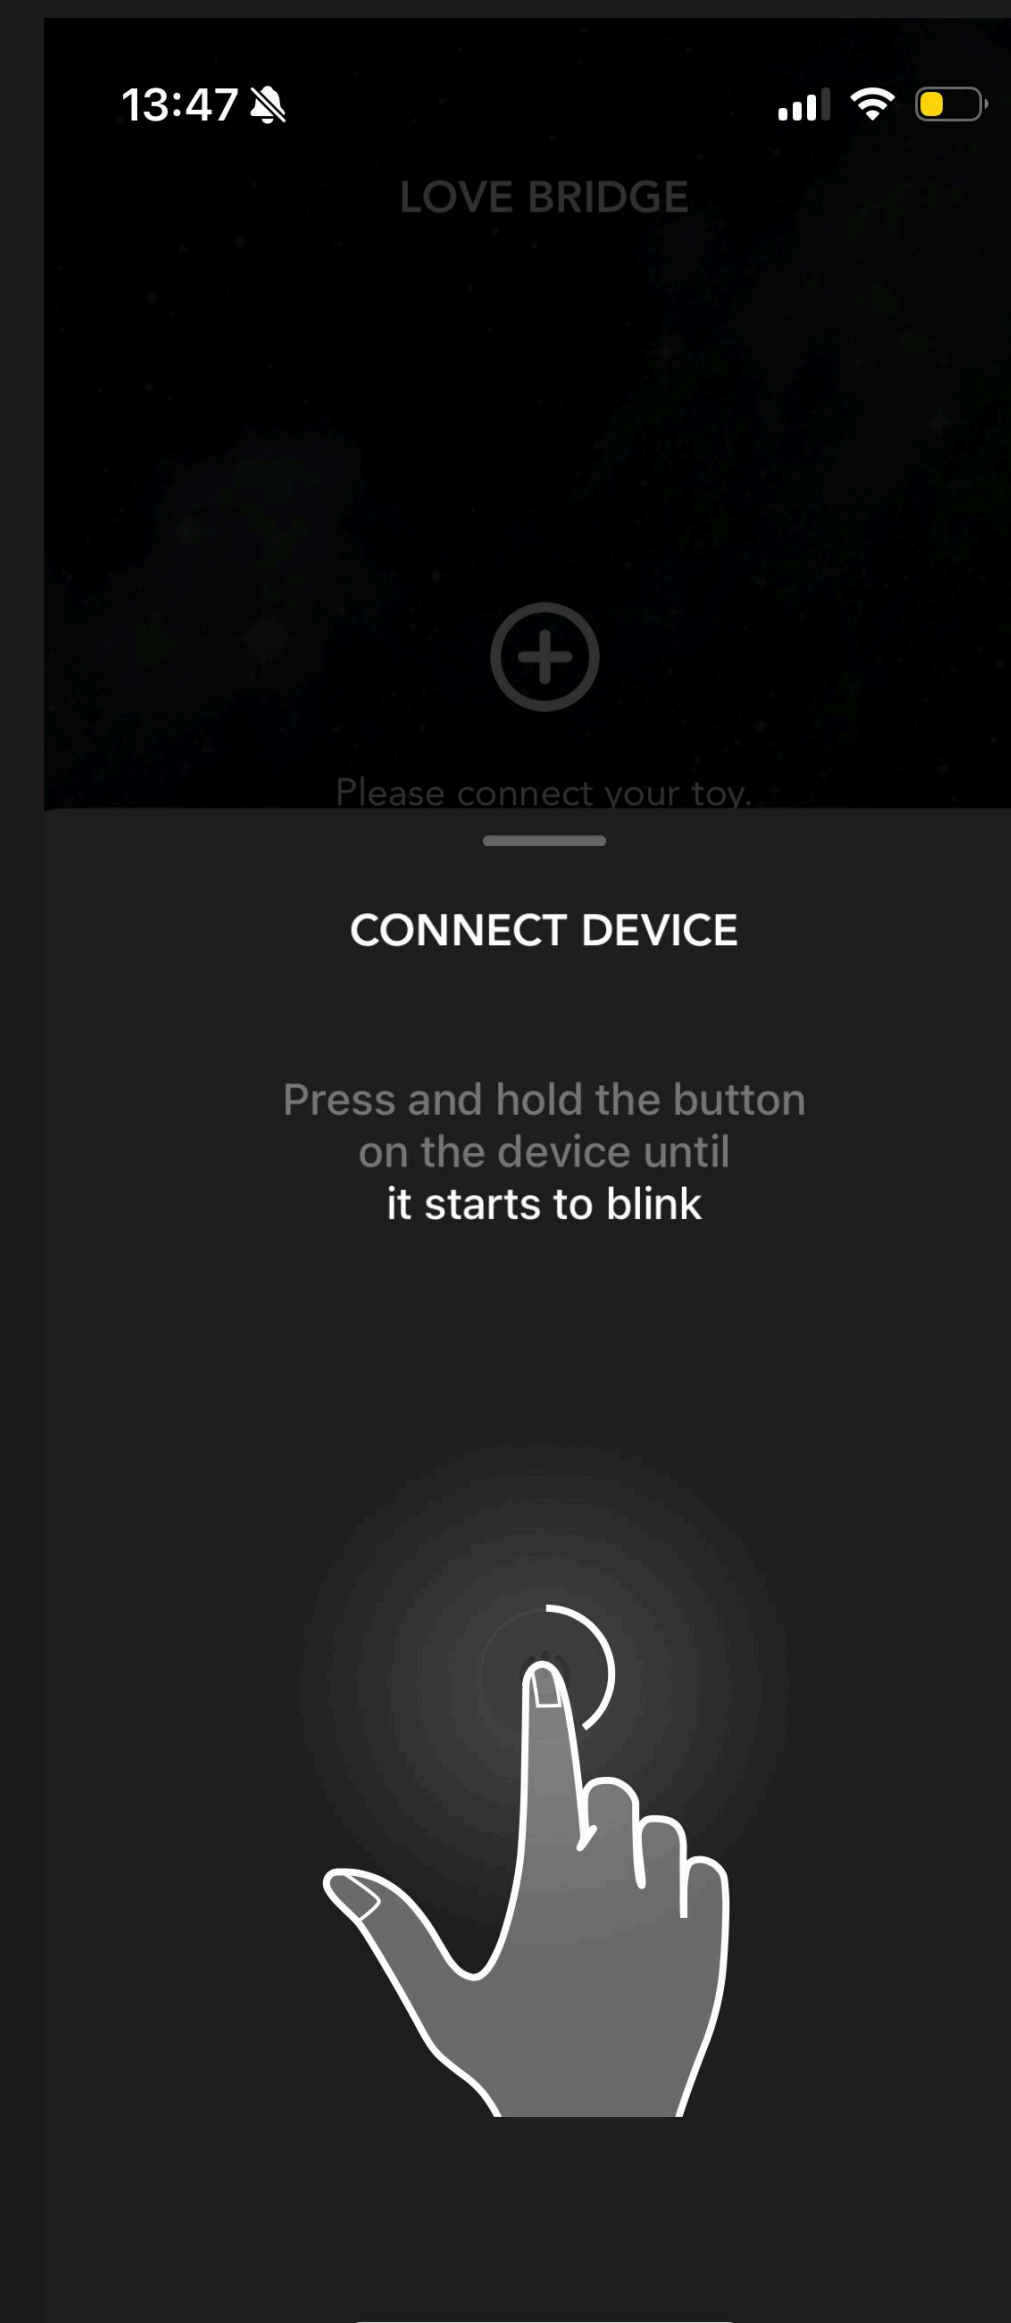 13:47
LOVE BRIDGE
Please connect your toy.
CONNECT DEVICE
Press and hold the button
on the device until
it starts to blink